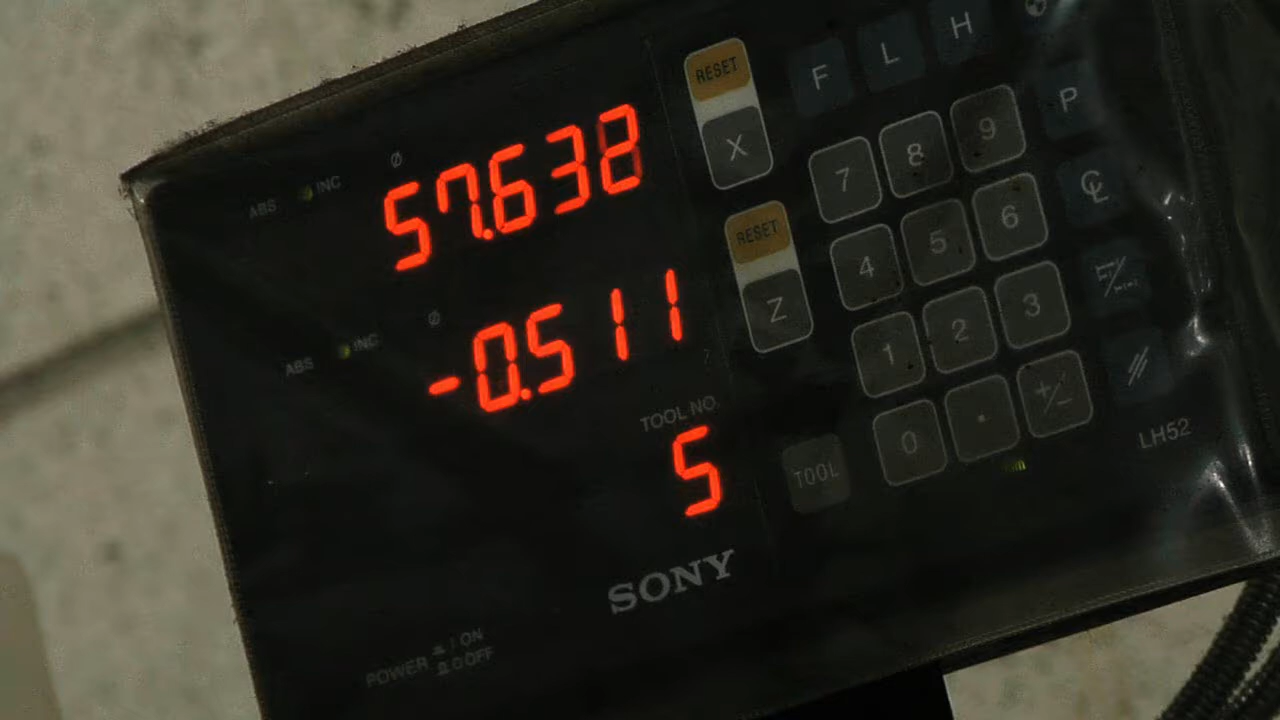 RESET F L H
Ø
ABS INC 57.638 X 7 8 9 P
RESET
Ø
ABS INC -0.511 Z 4 5 6 ℄
TOOL NO. 1 2 3
5 TOOL 0 . +/- LH52
SONY
POWER I ON
O OFF